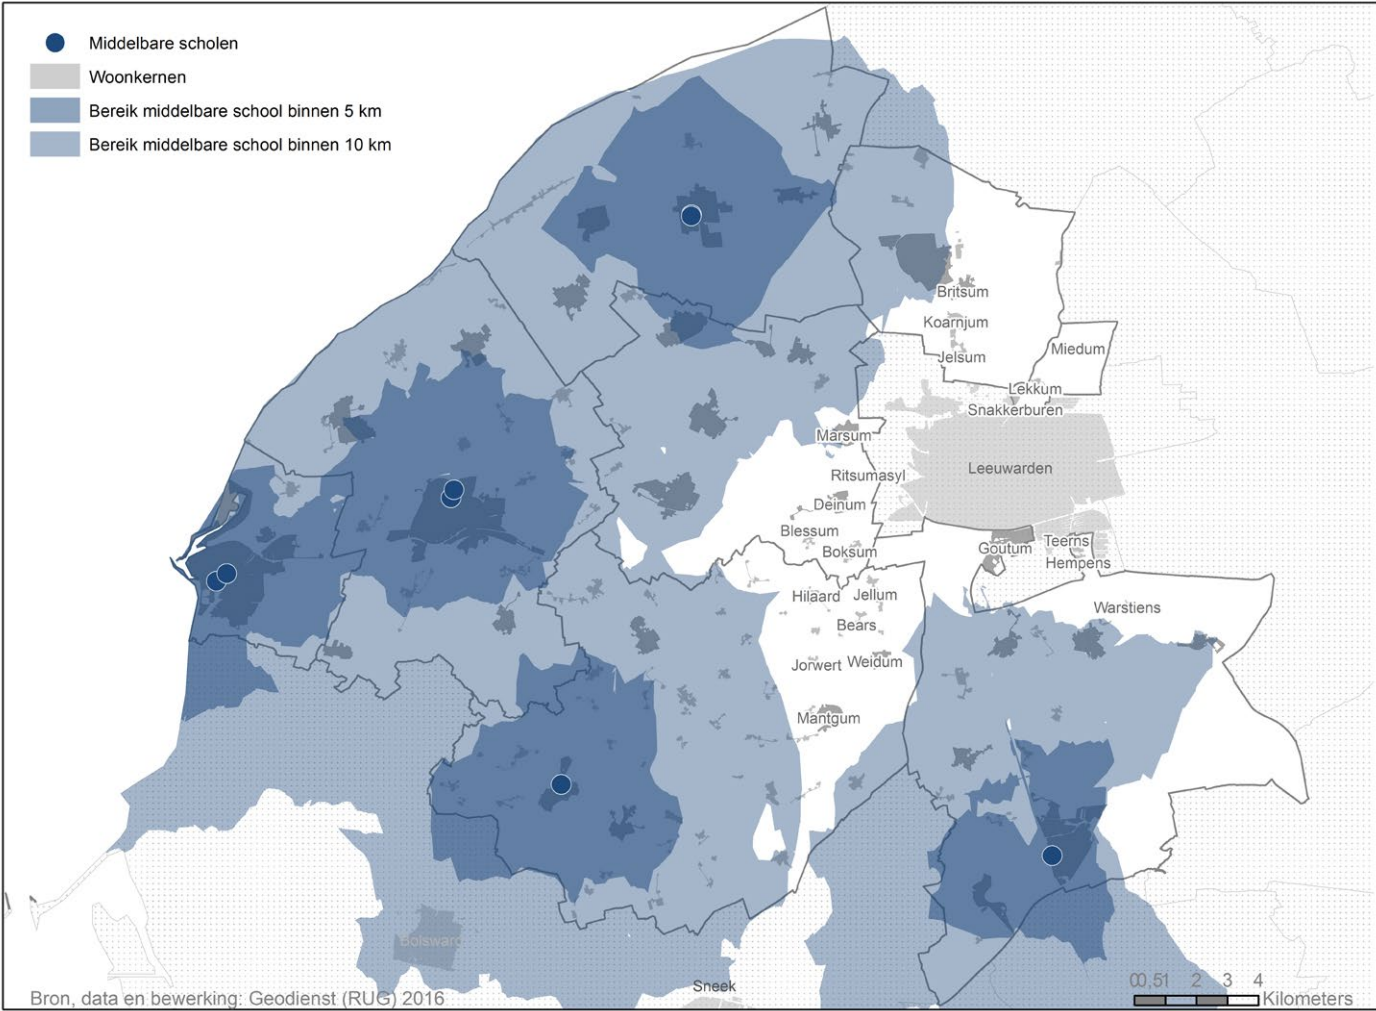 Middelbare scholen
Woonkernen
Bereik middelbare school binnen 5 km
Bereik middelbare school binnen 10 km
Britsum
Koarnjum
Jelsum
Miedum
Lekkum
Snakkerburen
Marsum
Leeuwarden
Ritsumasyl
Deinum
Blessum
Boksum
Goutum
Teerns
Hempens
Hilaard
Jellum
Warstiens
Bears
Jorwert
Weidum
Mantgum
Bolsward
Sneek
0 0,5 1 2 3 4
Kilometers
Bron, data en bewerking: Geodienst (RUG) 2016